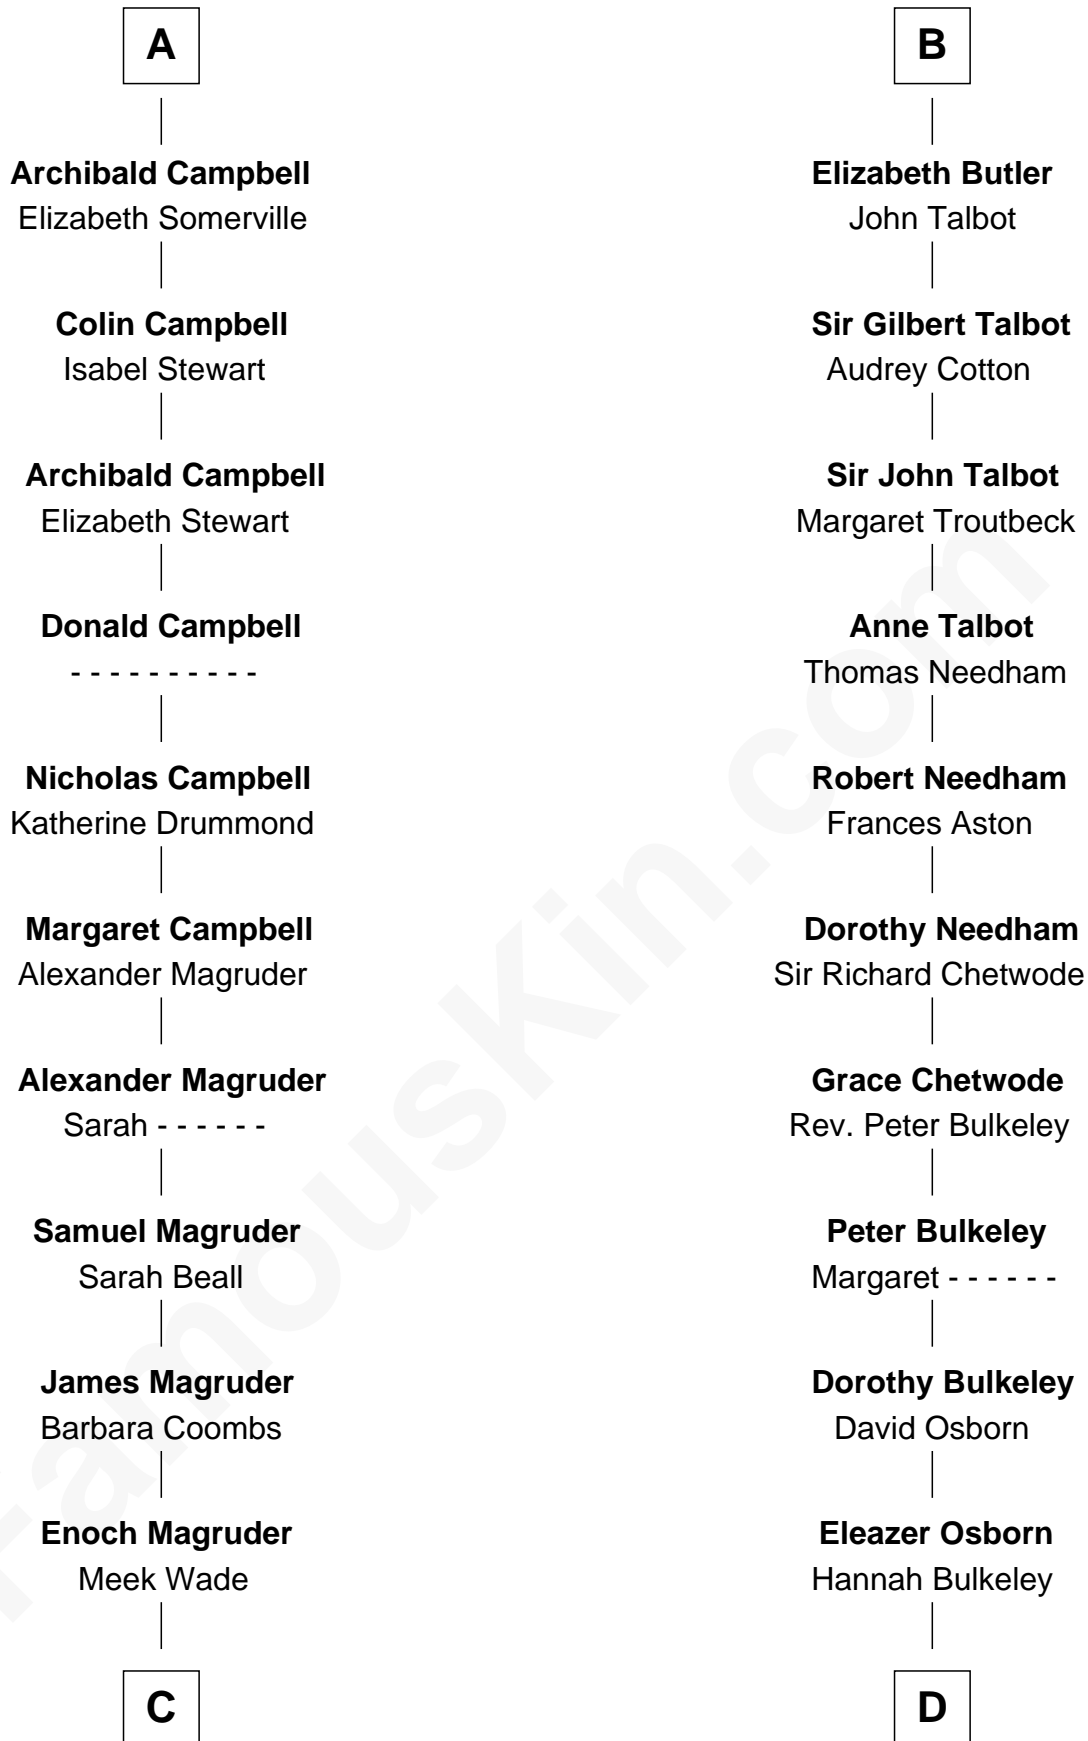 A
Archibald Campbell
Elizabeth Somerville
Colin Campbell
Isabel Stewart
Archibald Campbell
Elizabeth Stewart
Donald Campbell
- - - - - - - - - -
Nicholas Campbell
Katherine Drummond
Margaret Campbell
Alexander Magruder
Alexander Magruder
Sarah - - - - - -
Samuel Magruder
Sarah Beall
James Magruder
Barbara Coombs
Enoch Magruder
Meek Wade
C
B
Elizabeth Butler
John Talbot
Sir Gilbert Talbot
Audrey Cotton
Sir John Talbot
Margaret Troutbeck
Anne Talbot
Thomas Needham
Robert Needham
Frances Aston
Dorothy Needham
Sir Richard Chetwode
Grace Chetwode
Rev. Peter Bulkeley
Peter Bulkeley
Margaret - - - - - -
Dorothy Bulkeley
David Osborn
Eleazer Osborn
Hannah Bulkeley
D
FamousKin.com